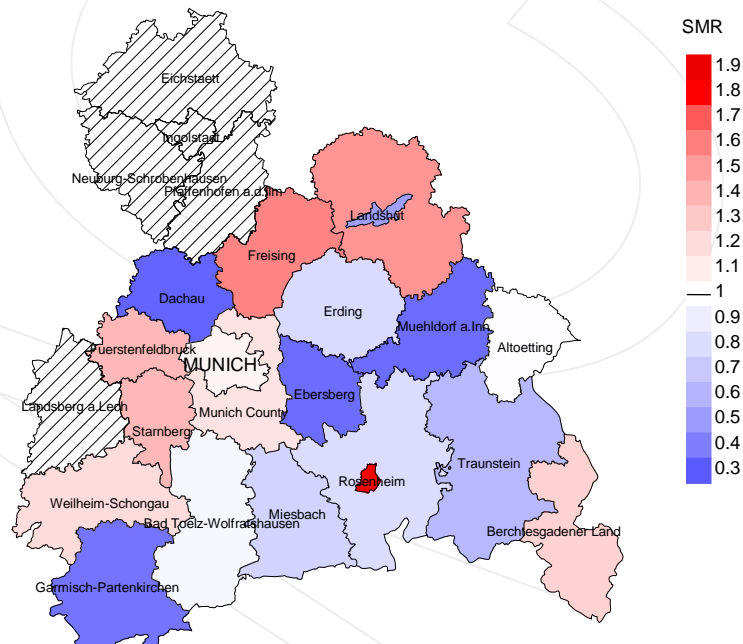 SMR
1.9
1.8
1.7
1.6
1.5
1.4
1.3
1.2
1.1
1
0.9
0.8
0.7
0.6
0.5
0.4
0.3
Eichstaett
Ingolstadt
Neuburg-Schrobenhausen
Pfaffenhofen a.d.Ilm
Landshut
Freising
Dachau
Erding
Muehldorf a.Inn
Altoetting
Fuerstenfeldbruck
MUNICH
Ebersberg
Landsberg a.Lech
Munich County
Starnberg
Traunstein
Rosenheim
Weilheim-Schongau
Miesbach
Bad Toelz-Wolfratshausen
Berchtesgadener Land
Garmisch-Partenkirchen